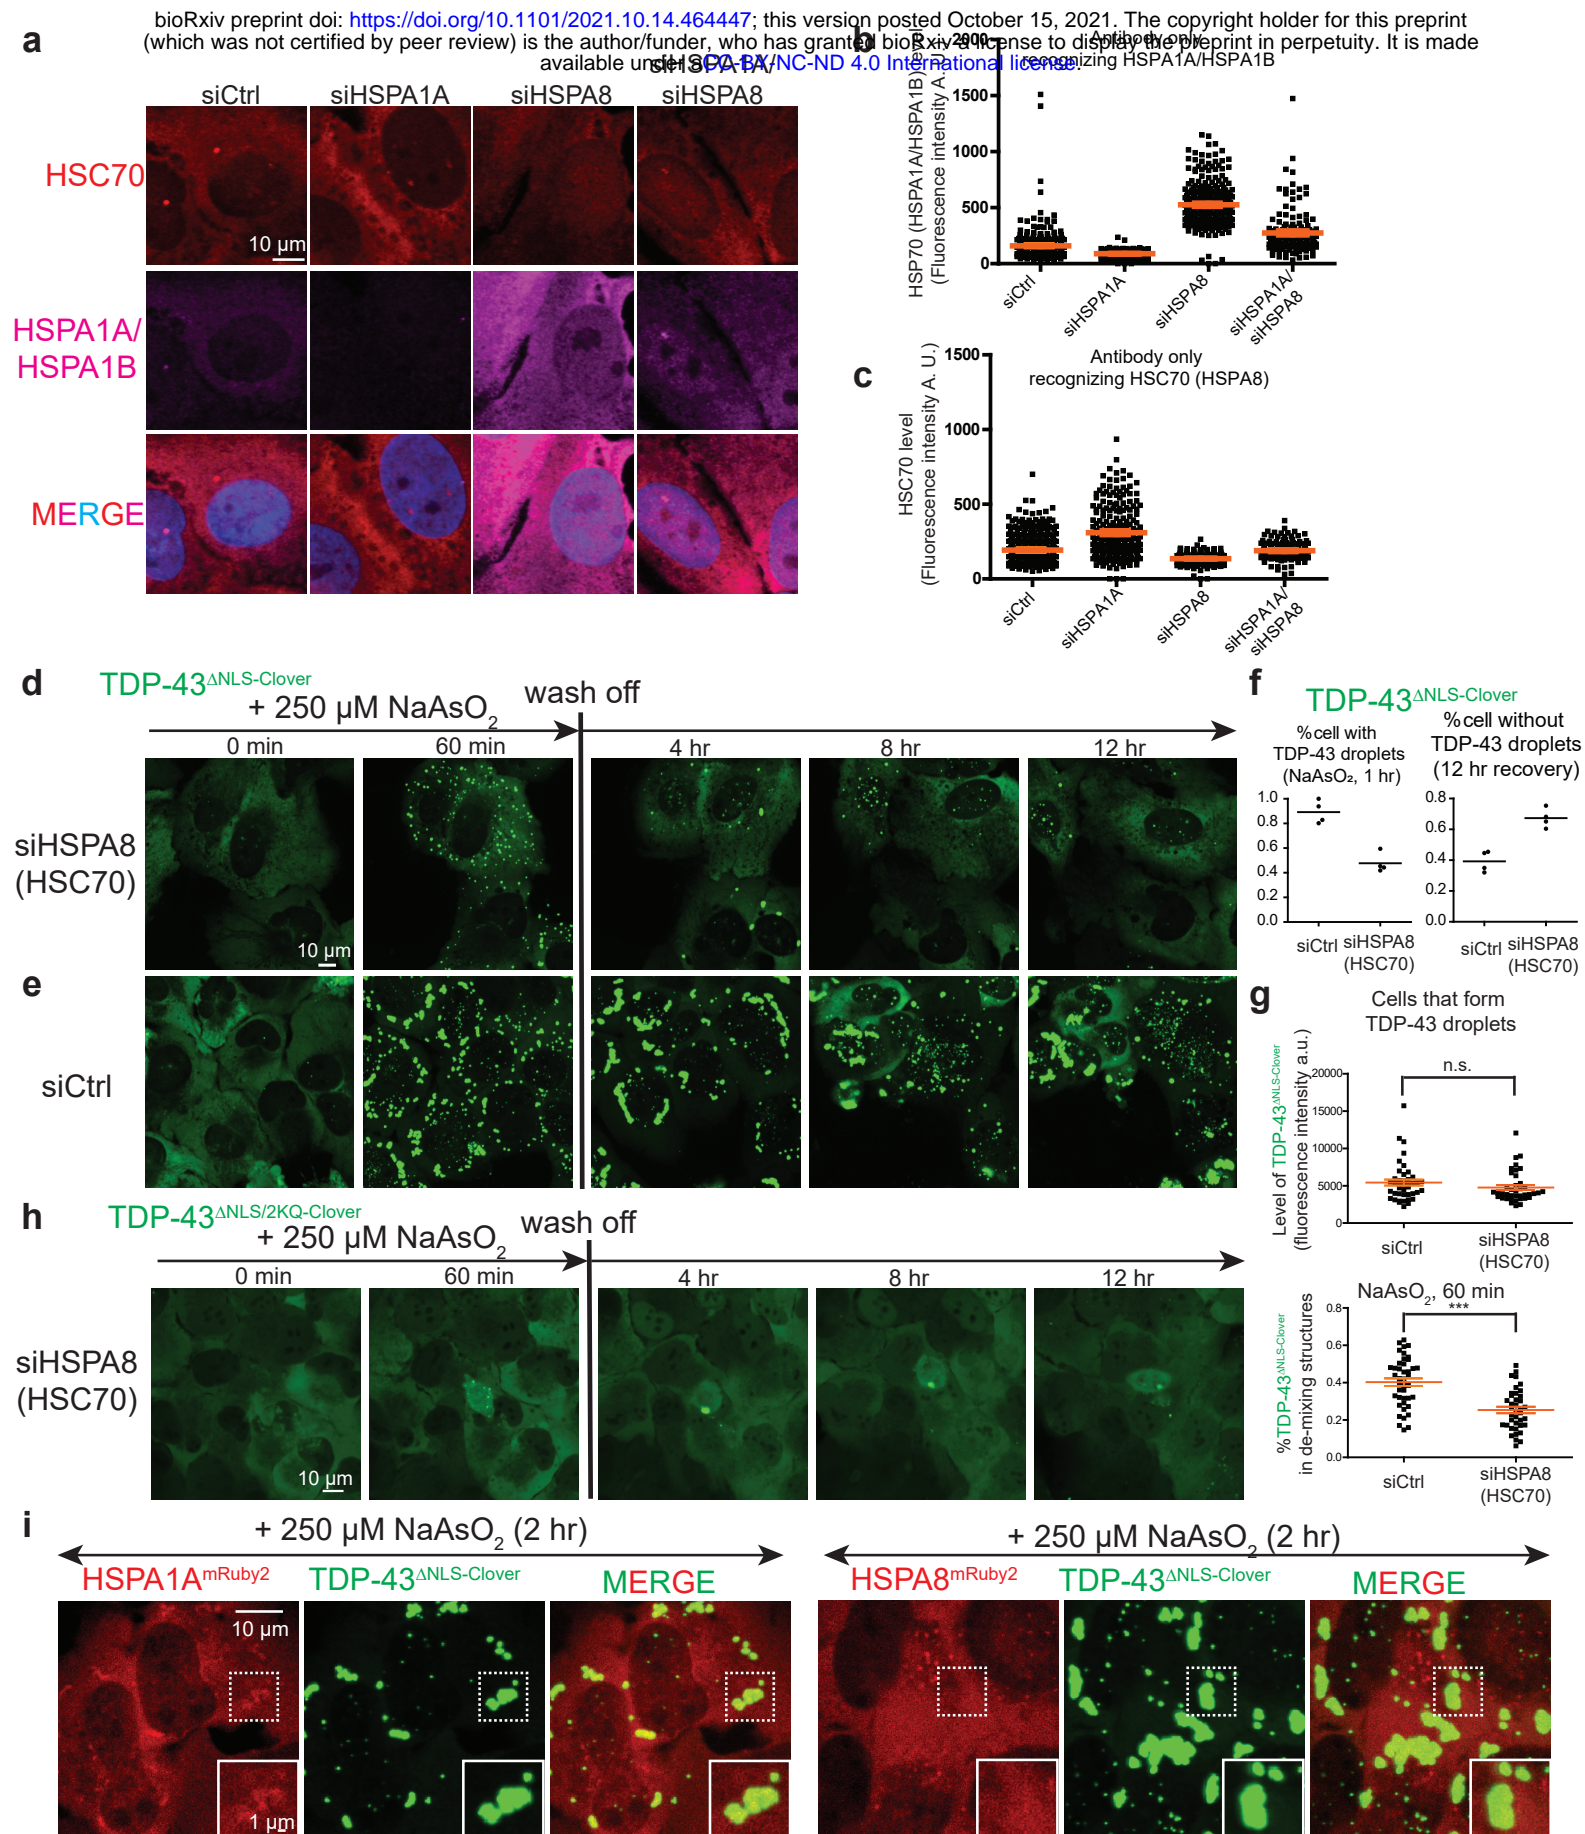 bioRxiv preprint doi: https://doi.org/10.1101/2021.10.14.464447; this version posted October 15, 2021. The copyright holder for this preprint
(which was not certified by peer review) is the author/funder, who has granted bioRxiv a license to display the preprint in perpetuity. It is made
available under aCC-BY-NC-ND 4.0 International license.
a
siCtrl
siHSPA1A
siHSPA8
siHSPA1A/
siHSPA8
HSC70
10 µm
HSPA1A/
HSPA1B
MERGE
b
Antibody only
recognizing HSPA1A/HSPA1B
HSP70 (HSPA1A/HSPA1B) level
(Fluorescence intensity A. U.)
2000
1500
1000
500
0
siCtrl
siHSPA1A
siHSPA8
siHSPA1A/
siHSPA8
c
Antibody only
recognizing HSC70 (HSPA8)
HSC70 level
(Fluorescence intensity A. U.)
1500
1000
500
0
siCtrl
siHSPA1A
siHSPA8
siHSPA1A/
siHSPA8
d
TDP-43ΔNLS-Clover
+ 250 µM NaAsO2
wash off
0 min
60 min
4 hr
8 hr
12 hr
siHSPA8
(HSC70)
10 µm
e
siCtrl
f
TDP-43ΔNLS-Clover
%cell with
TDP-43 droplets
(NaAsO2, 1 hr)
1.0
0.8
0.6
0.4
0.2
0.0
siCtrl
siHSPA8
(HSC70)
%cell without
TDP-43 droplets
(12 hr recovery)
0.8
0.6
0.4
0.2
0.0
siCtrl
siHSPA8
(HSC70)
g
Cells that form
TDP-43 droplets
Level of TDP-43ΔNLS-Clover
(fluorescence intensity a.u.)
n.s.
20000
15000
10000
5000
0
siCtrl
siHSPA8
(HSC70)
NaAsO2, 60 min
***
%TDP-43ΔNLS-Clover
in de-mixing structures
0.8
0.6
0.4
0.2
0.0
siCtrl
siHSPA8
(HSC70)
h
TDP-43ΔNLS/2KQ-Clover
+ 250 µM NaAsO2
wash off
0 min
60 min
4 hr
8 hr
12 hr
siHSPA8
(HSC70)
10 µm
i
+ 250 µM NaAsO2 (2 hr)
HSPA1AmRuby2
TDP-43ΔNLS-Clover
MERGE
10 µm
1 µm
+ 250 µM NaAsO2 (2 hr)
HSPA8mRuby2
TDP-43ΔNLS-Clover
MERGE